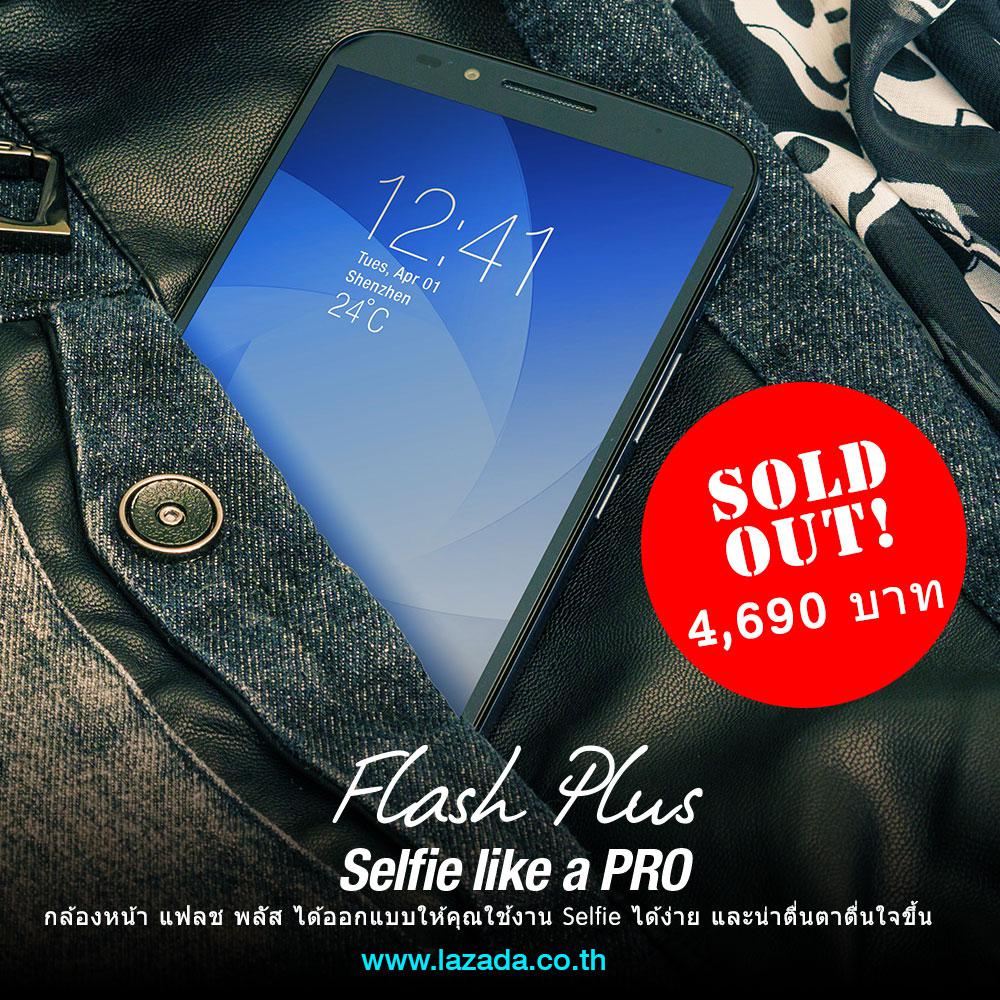 12:41
Tues, Apr 01
Shenzhen
24°C
SOLD
OUT!
4,690 บาท
Flash Plus
Selfie like a PRO
กล้องหน้า แฟลช พลัส ได้ออกแบบให้คุณใช้งาน Selfie ได้ง่าย และน่าตื่นตาตื่นใจขึ้น
www.lazada.co.th